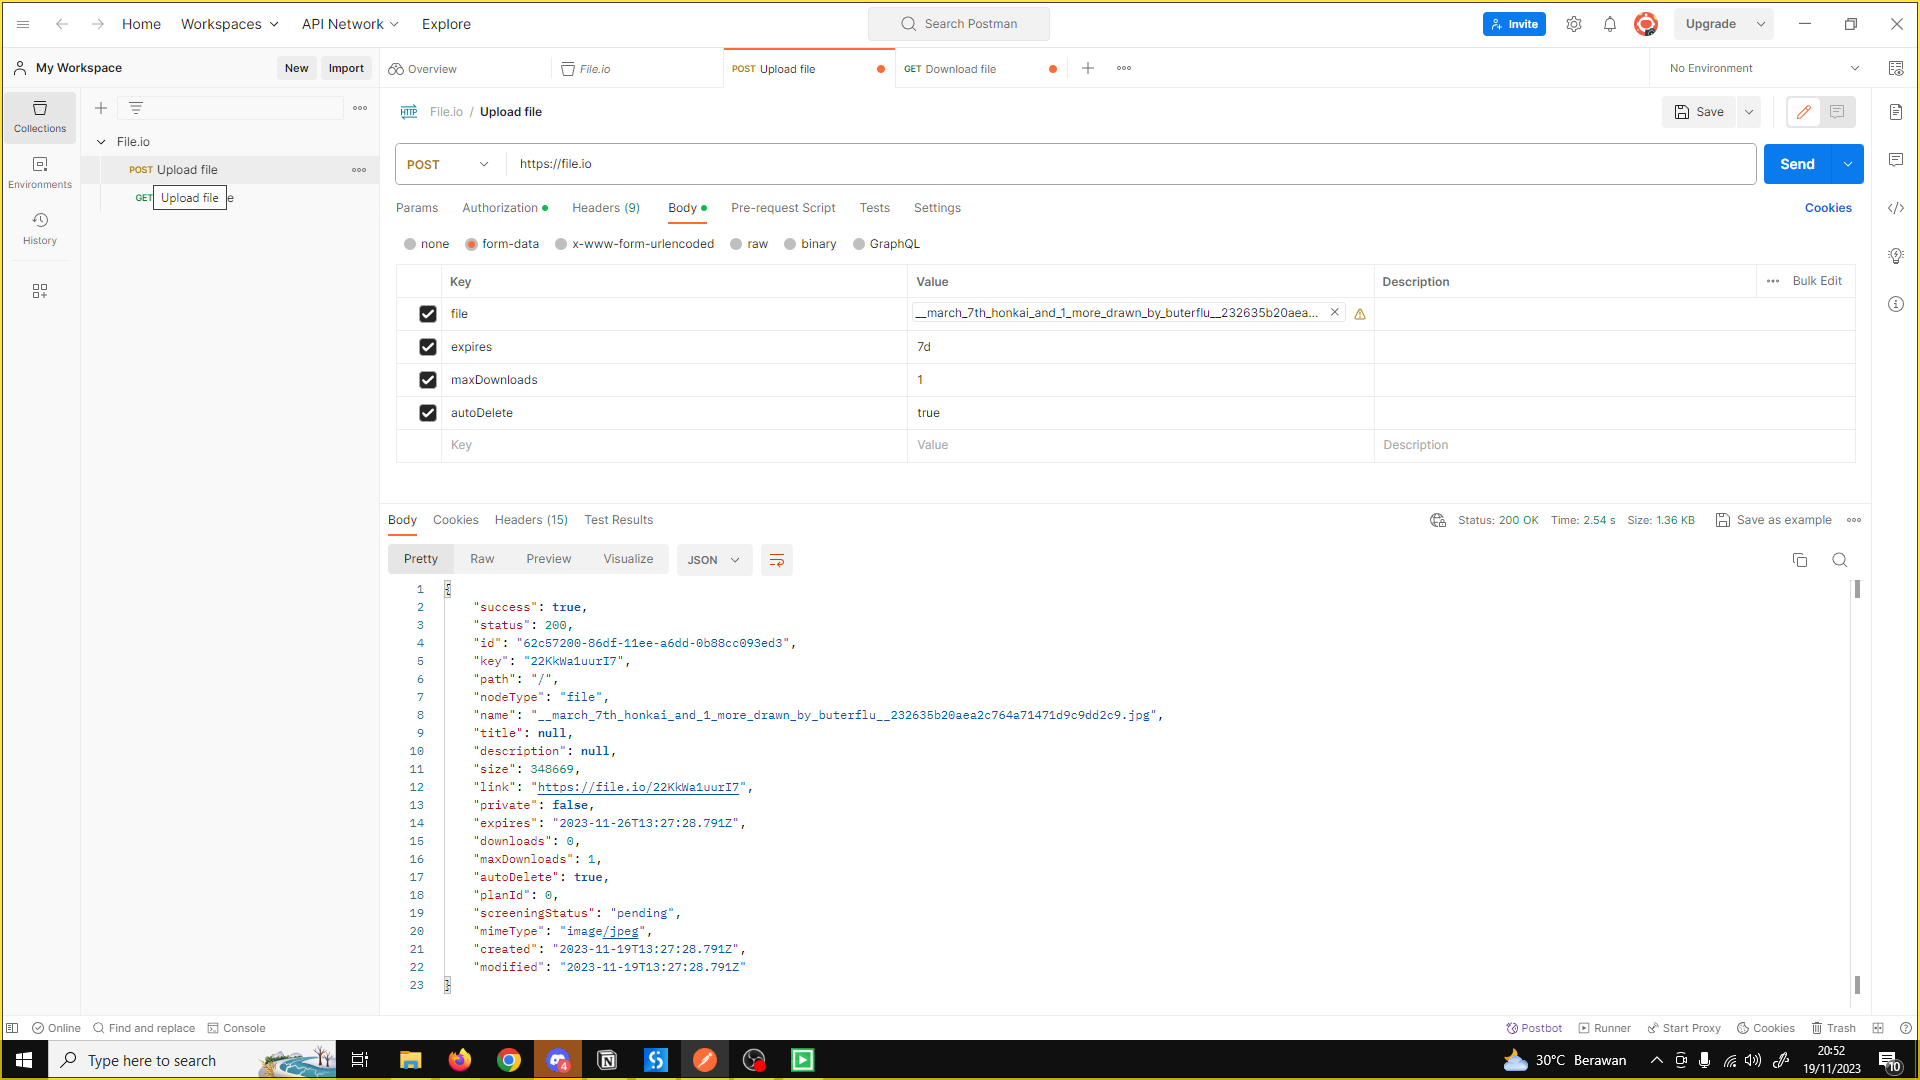 Home
Workspaces
API Network
Explore
Search Postman
Invite
Upgrade
My Workspace
New
Import
Overview
File.io
POST Upload file
GET Download file
No Environment
Collections
Environments
History
File.io
POST Upload file
GET
Upload file
e
HTTP
File.io / Upload file
Save
POST
https://file.io
Send
Params
Authorization
Headers (9)
Body
Pre-request Script
Tests
Settings
Cookies
none
form-data
x-www-form-urlencoded
raw
binary
GraphQL
Key
Value
Description
Bulk Edit
file
__march_7th_honkai_and_1_more_drawn_by_buterflu__232635b20aea...
expires
7d
maxDownloads
1
autoDelete
true
Key
Value
Description
Body
Cookies
Headers (15)
Test Results
Status: 200 OK
Time: 2.54 s
Size: 1.36 KB
Save as example
Pretty
Raw
Preview
Visualize
JSON
1 {
2 "success": true,
3 "status": 200,
4 "id": "62c57200-86df-11ee-a6dd-0b88cc093ed3",
5 "key": "22KkWa1uurI7",
6 "path": "/",
7 "nodeType": "file",
8 "name": "__march_7th_honkai_and_1_more_drawn_by_buterflu__232635b20aea2c764a71471d9c9dd2c9.jpg",
9 "title": null,
10 "description": null,
11 "size": 348669,
12 "link": "https://file.io/22KkWa1uurI7",
13 "private": false,
14 "expires": "2023-11-26T13:27:28.791Z",
15 "downloads": 0,
16 "maxDownloads": 1,
17 "autoDelete": true,
18 "planId": 0,
19 "screeningStatus": "pending",
20 "mimeType": "image/jpeg",
21 "created": "2023-11-19T13:27:28.791Z",
22 "modified": "2023-11-19T13:27:28.791Z"
23 }
Online
Find and replace
Console
Postbot
Runner
Start Proxy
Cookies
Trash
Type here to search
4
30°C Berawan
20:52
19/11/2023
10